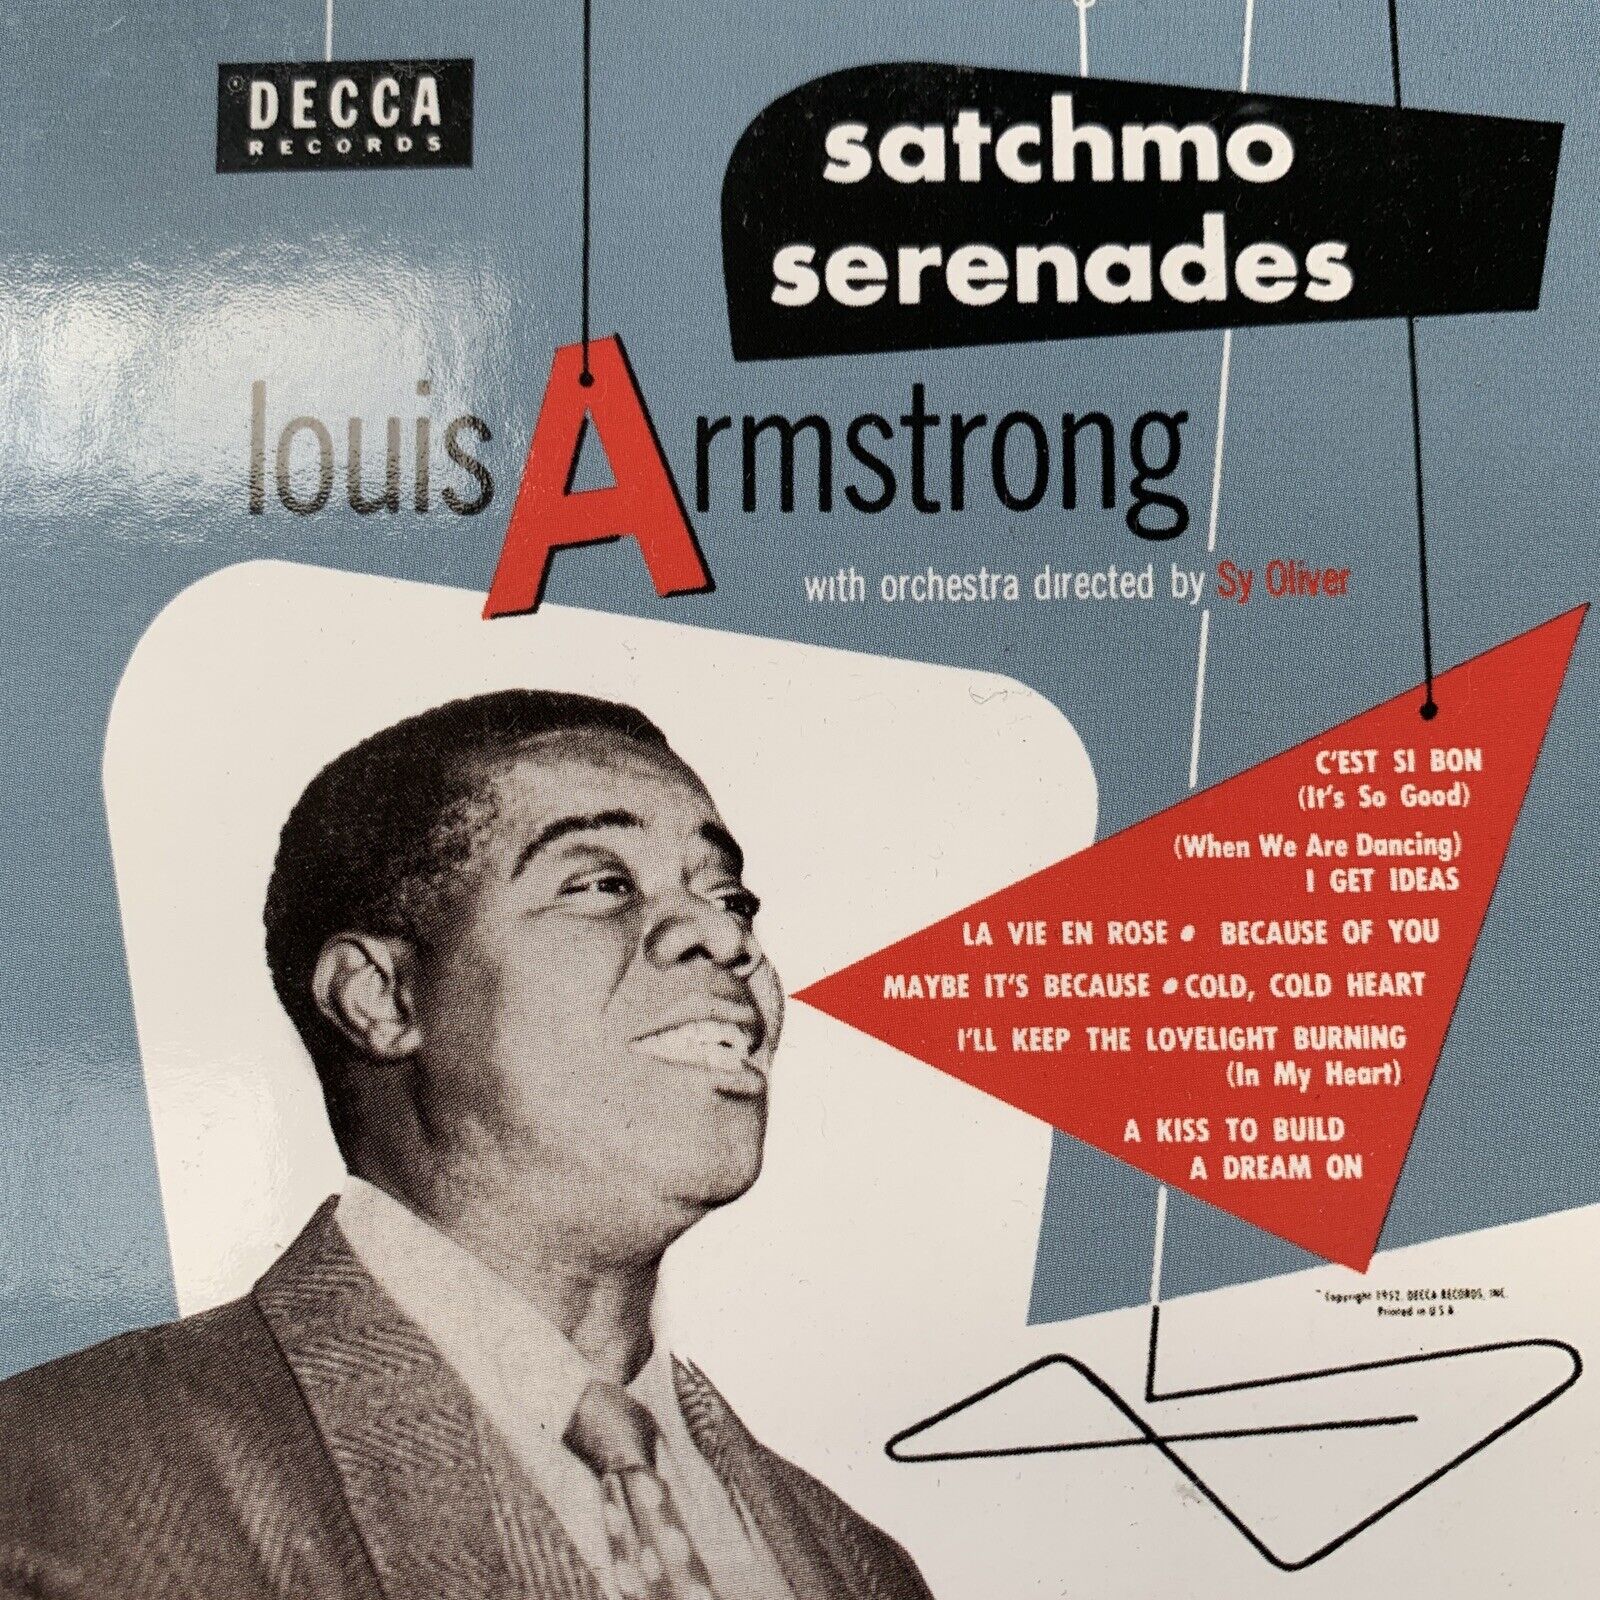 DECCA
RECORDS
satchmo
serenades
louis Armstrong
with orchestra directed by Sy Oliver
C'EST SI BON
(It's So Good)
(When We Are Dancing)
I GET IDEAS
LA VIE EN ROSE • BECAUSE OF YOU
MAYBE IT'S BECAUSE • COLD, COLD HEART
I'LL KEEP THE LOVELIGHT BURNING
(In My Heart)
A KISS TO BUILD
A DREAM ON
Copyright 1952, DECCA RECORDS, INC.
Printed in U S A